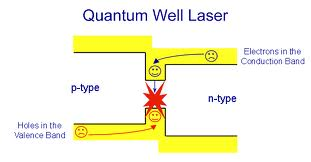 Quantum Well Laser
Electrons in the
Conduction Band
p-type
n-type
Holes in the
Valence Band